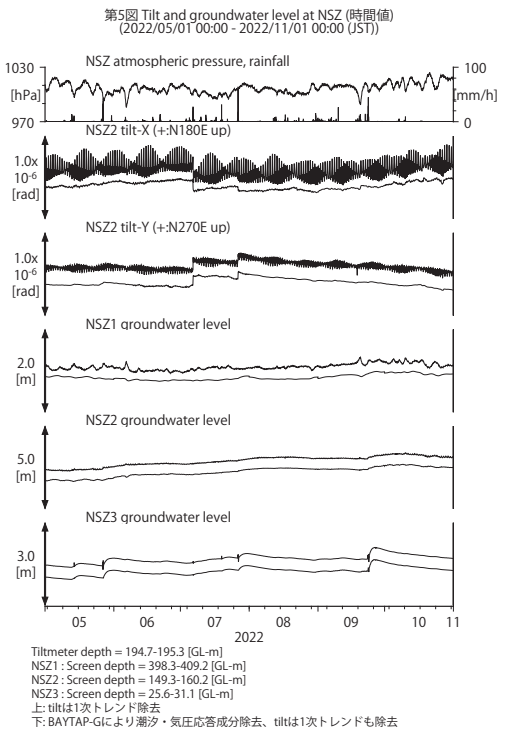 第5図 Tilt and groundwater level at NSZ (時間値)
(2022/05/01 00:00 - 2022/11/01 00:00 (JST))
NSZ atmospheric pressure, rainfall
1030
[hPa]
970
100
[mm/h]
0
NSZ2 tilt-X (+:N180E up)
1.0x
10-6
[rad]
NSZ2 tilt-Y (+:N270E up)
1.0x
10-6
[rad]
NSZ1 groundwater level
2.0
[m]
NSZ2 groundwater level
5.0
[m]
NSZ3 groundwater level
3.0
[m]
05 06 07 08 09 10 11
2022
Tiltmeter depth = 194.7-195.3 [GL-m]
NSZ1 : Screen depth = 398.3-409.2 [GL-m]
NSZ2 : Screen depth = 149.3-160.2 [GL-m]
NSZ3 : Screen depth = 25.6-31.1 [GL-m]
上: tiltは1次トレンド除去
下: BAYTAP-Gにより潮汐・気圧応答成分除去、tiltは1次トレンドも除去